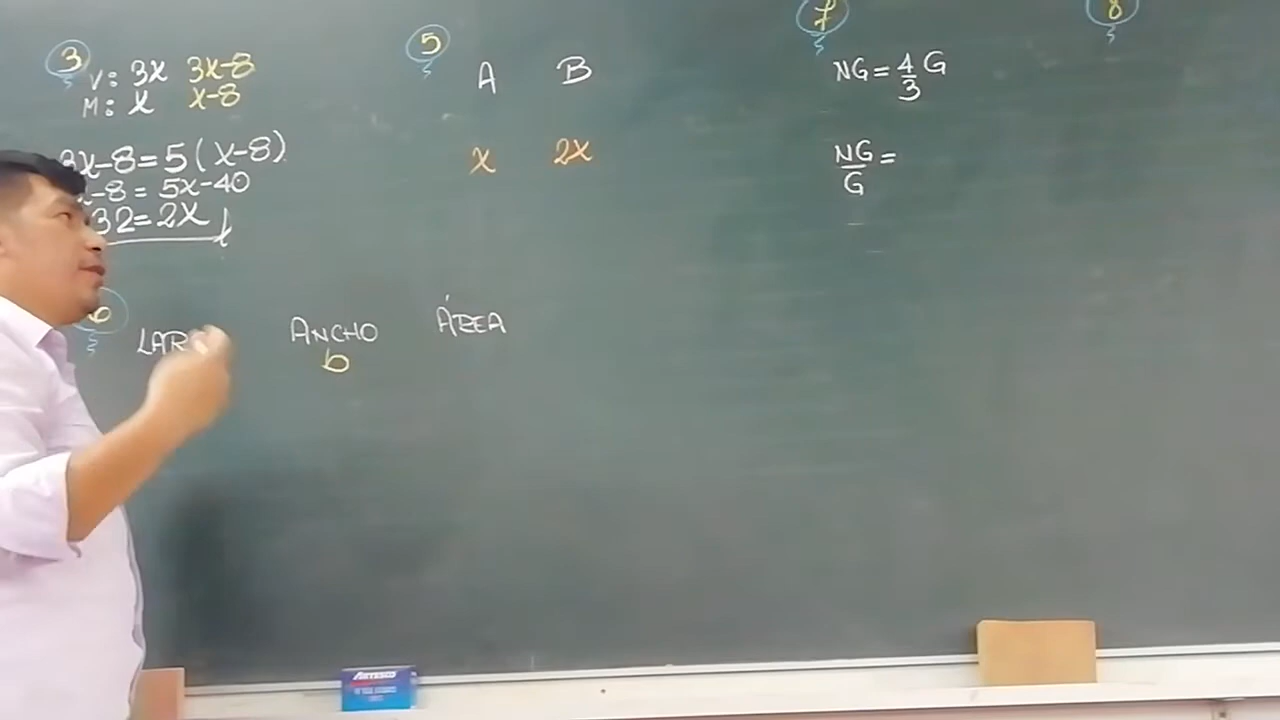 3
V: 3x 3x-8
M: x x-8
3x-8=5(x-8)
x-8=5x-40
32=2x
5
A B
x 2x
6
LAR ANCHO ÁREA
b
7
NG=4/3 G
NG/G=
8